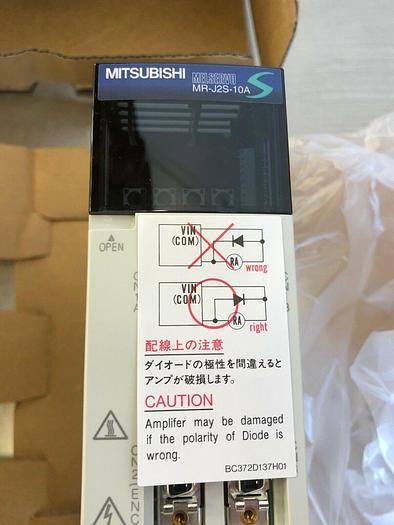 MITSUBISHI
MELSERVO
MR-J2S-10A
OPEN
VIN
(COM)
RA
wrong
VIN
(COM)
RA
right
配線上の注意
ダイオードの極性を間違えると
アンプが破損します。
CAUTION
Amplifer may be damaged
if the polarity of Diode is
wrong.
BC372D137H01